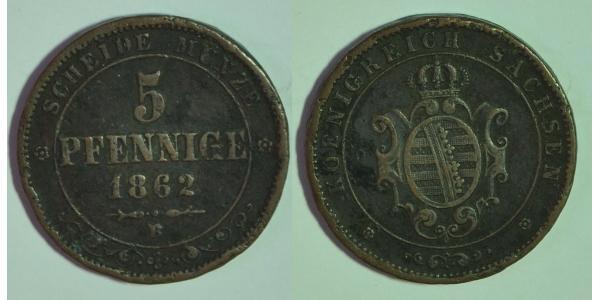 SCHEIDE MÜNZE
5
PFENNIGE
1862
B
KOENIGREICH SACHSEN